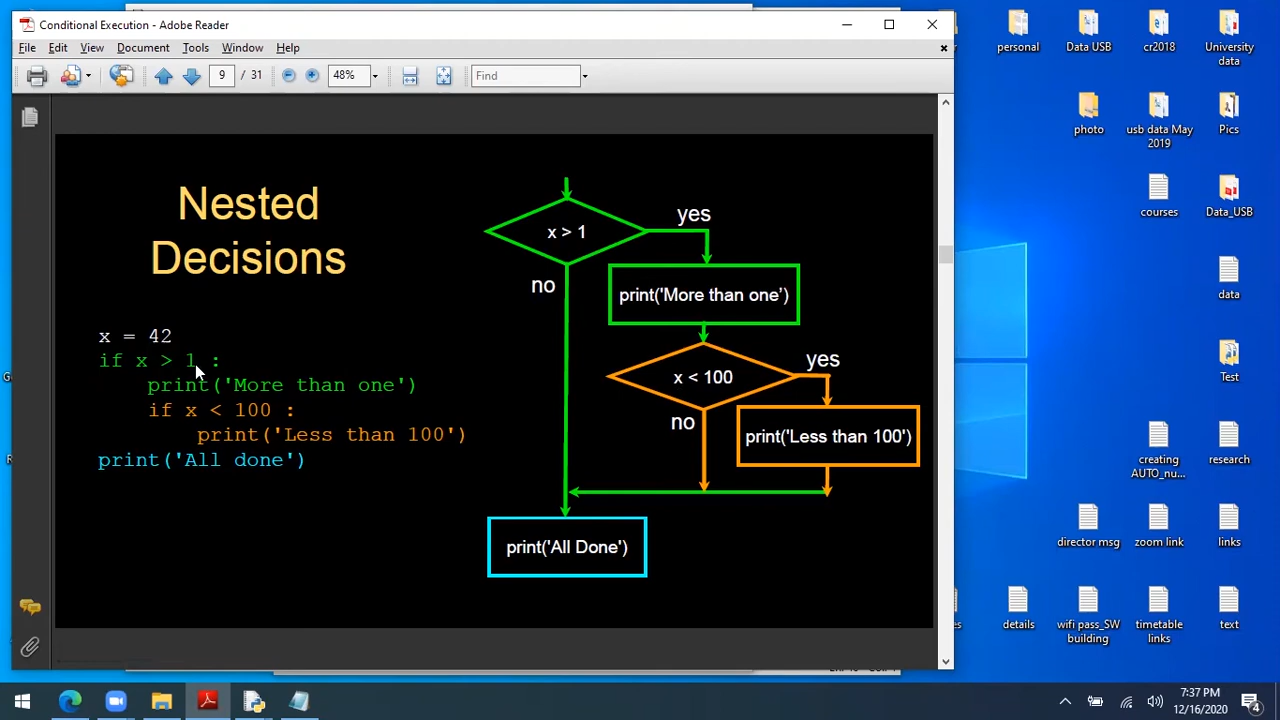 Conditional Execution - Adobe Reader
File Edit View Document Tools Window Help
9 / 31
48%
Find
Nested
Decisions
x = 42
if x > 1 :
print('More than one')
if x < 100 :
print('Less than 100')
print('All done')
x > 1
yes
no
print('More than one’)
x < 100
yes
no
print('Less than 100')
print('All Done')
personal
Data USB
cr2018
University
data
photo
usb data May
2019
Pics
courses
Data_USB
data
Test
creating
AUTO_nu...
research
director msg
zoom link
links
details
wifi pass_SW
building
timetable
links
text
7:37 PM
12/16/2020
4